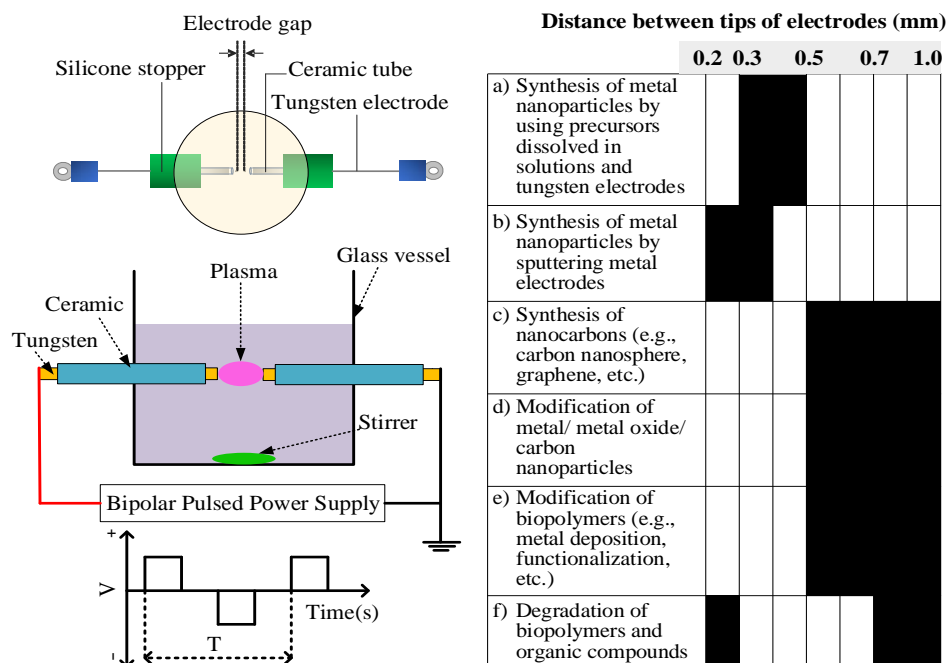 Electrode gap
Silicone stopper
Ceramic tube
Tungsten electrode
Glass vessel
Plasma
Ceramic
Tungsten
Stirrer
Bipolar Pulsed Power Supply
+
V
-
T
Time(s)
Distance between tips of electrodes (mm)
0.2 0.3 0.5 0.7 1.0
a) Synthesis of metal
nanoparticles by
using precursors
dissolved in
solutions and
tungsten electrodes
b) Synthesis of metal
nanoparticles by
sputtering metal
electrodes
c) Synthesis of
nanocarbons (e.g.,
carbon nanosphere,
graphene, etc.)
d) Modification of
metal/ metal oxide/
carbon
nanoparticles
e) Modification of
biopolymers (e.g.,
metal deposition,
functionalization,
etc.)
f) Degradation of
biopolymers and
organic compounds